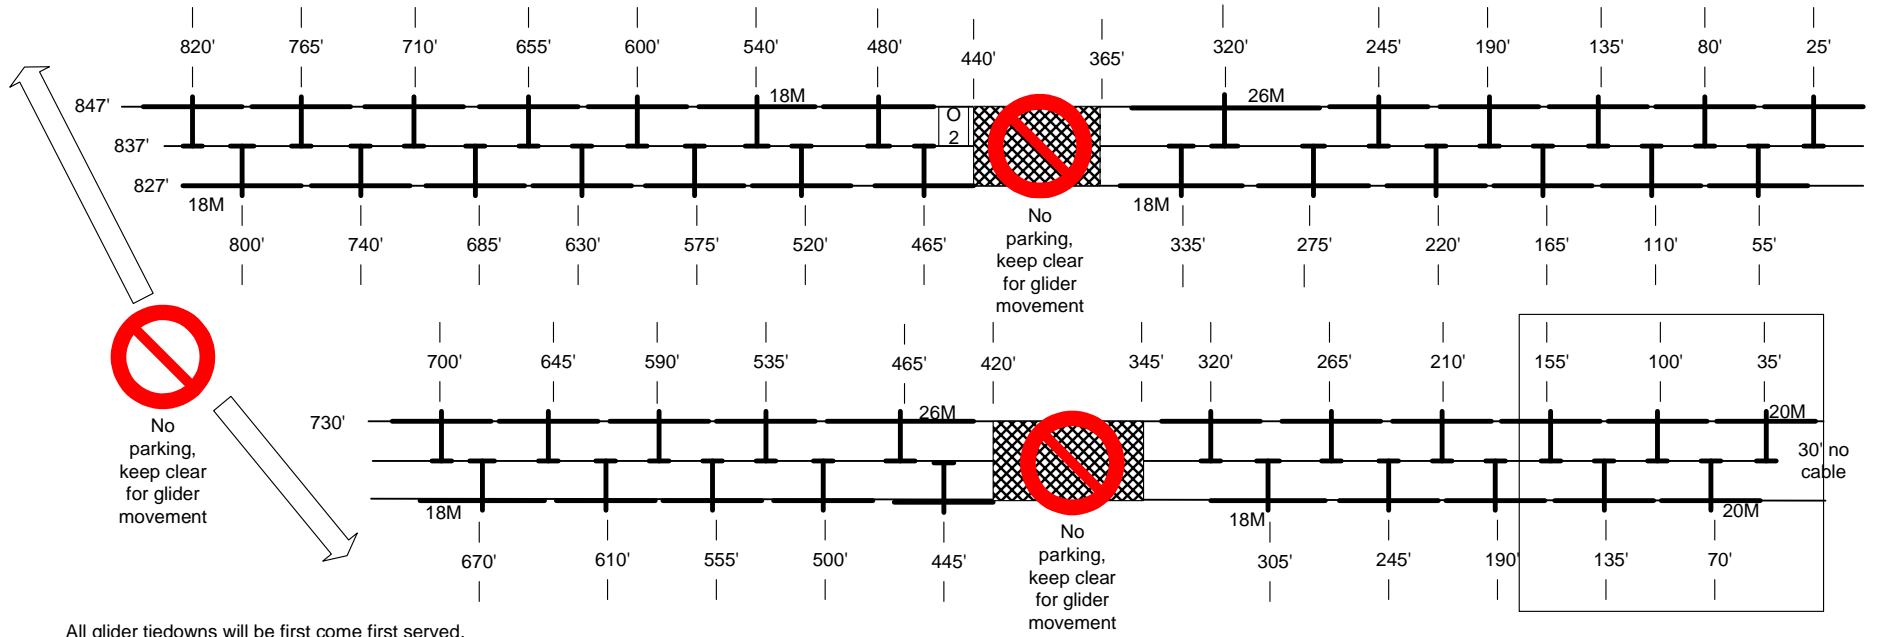 820' 765' 710' 655' 600' 540' 480' 440' 365' 320' 245' 190' 135' 80' 25'
847' 18M 26M
O
2
837'
827'
18M 18M
800' 740' 685' 630' 575' 520' 465' 335' 275' 220' 165' 110' 55'
No
parking,
keep clear
for glider
movement
700' 645' 590' 535' 465' 420' 345' 320' 265' 210' 155' 100' 35'
730' 26M 20M
30' no
cable
18M 18M 20M
670' 610' 555' 500' 445' 305' 245' 190' 135' 70'
No
parking,
keep clear
for glider
movement
No
parking,
keep clear
for glider
movement
All glider tiedowns will be first come first served.